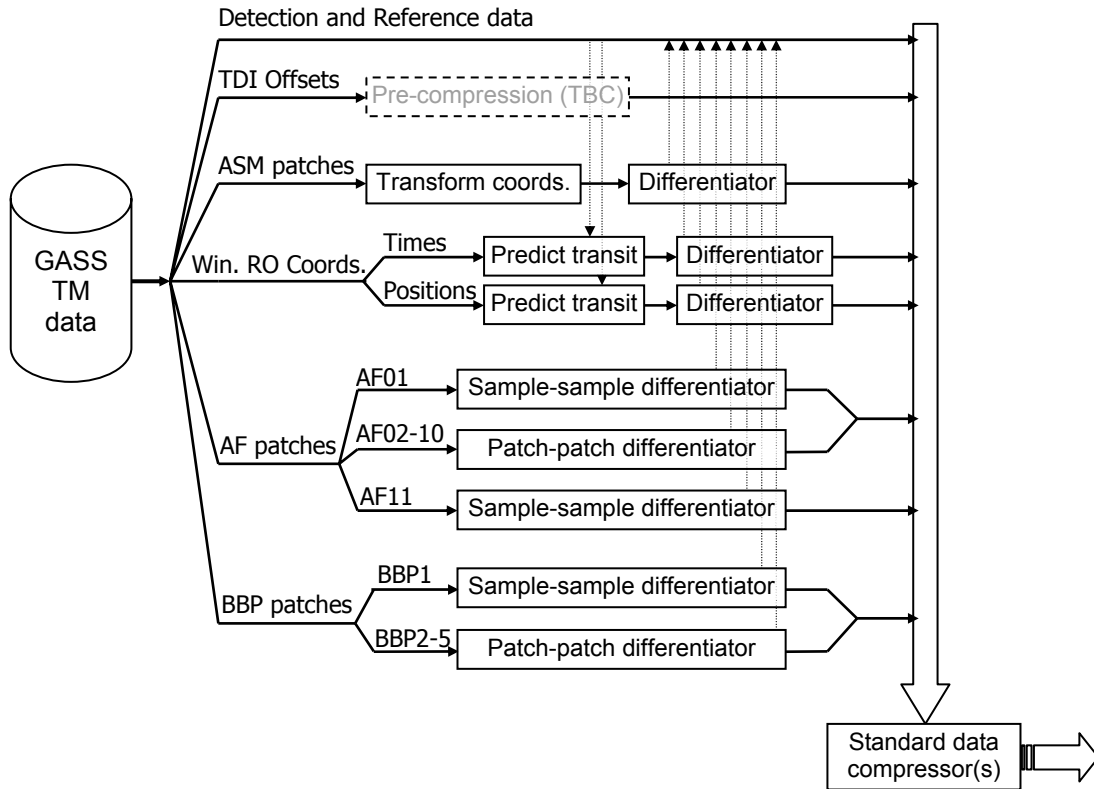 Detection and Reference data
TDI Offsets
Pre-compression (TBC)
ASM patches
Transform coords.
Differentiator
GASS
TM
data
Win. RO Coords.
Times
Predict transit
Differentiator
Positions
Predict transit
Differentiator
AF patches
AF01
Sample-sample differentiator
AF02-10
Patch-patch differentiator
AF11
Sample-sample differentiator
BBP patches
BBP1
Sample-sample differentiator
BBP2-5
Patch-patch differentiator
Standard data
compressor(s)